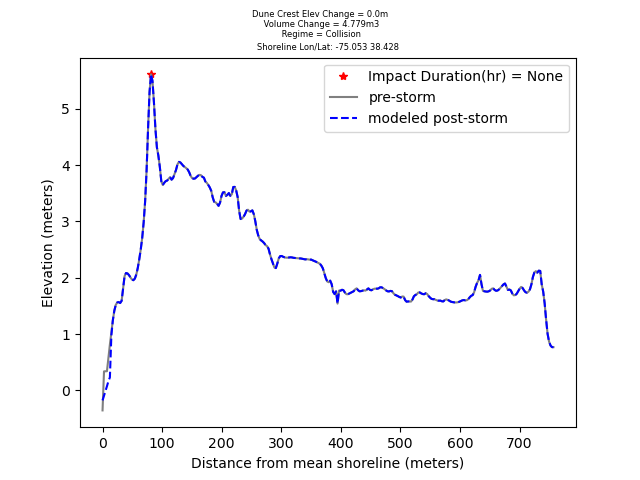 Dune Crest Elev Change = 0.0m
Volume Change = 4.779m3
Regime = Collision
Shoreline Lon/Lat: -75.053 38.428
Impact Duration(hr) = None
pre-storm
modeled post-storm
Elevation (meters)
5
4
3
2
1
0
0 100 200 300 400 500 600 700
Distance from mean shoreline (meters)